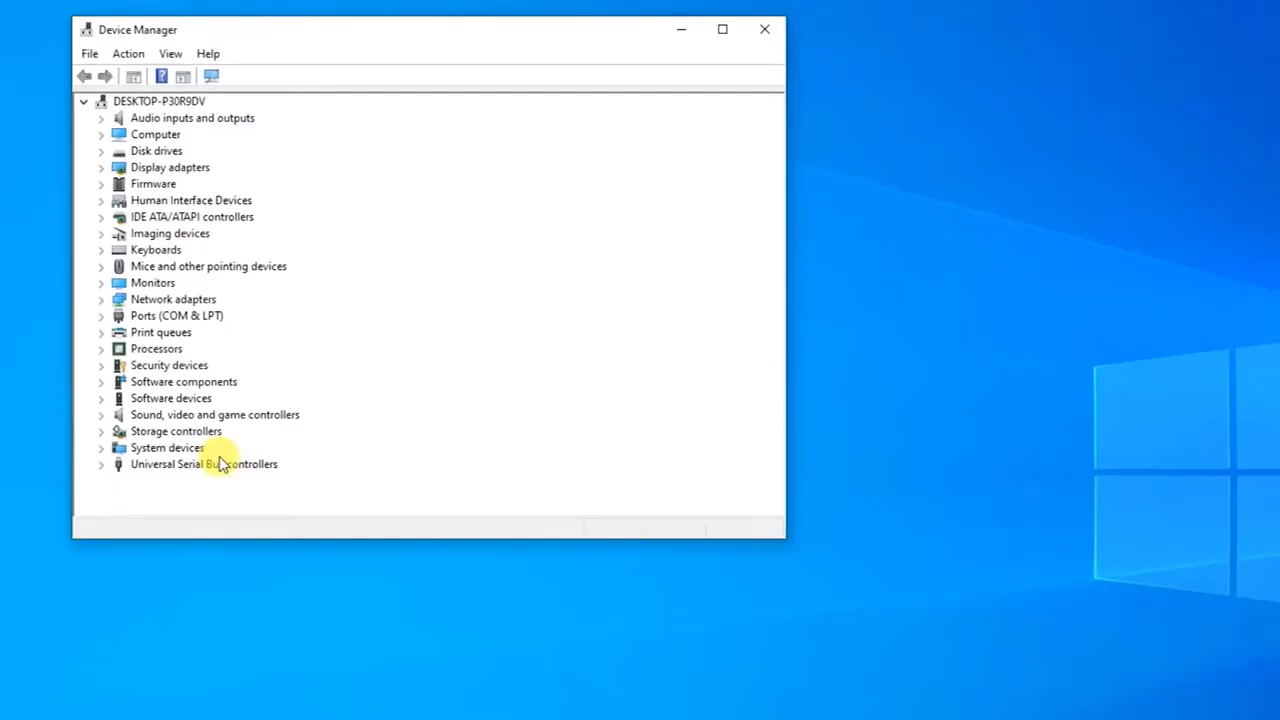 Device Manager
File Action View Help
DESKTOP-P30R9DV
Audio inputs and outputs
Computer
Disk drives
Display adapters
Firmware
Human Interface Devices
IDE ATA/ATAPI controllers
Imaging devices
Keyboards
Mice and other pointing devices
Monitors
Network adapters
Ports (COM & LPT)
Print queues
Processors
Security devices
Software components
Software devices
Sound, video and game controllers
Storage controllers
System devices
Universal Serial Bus controllers